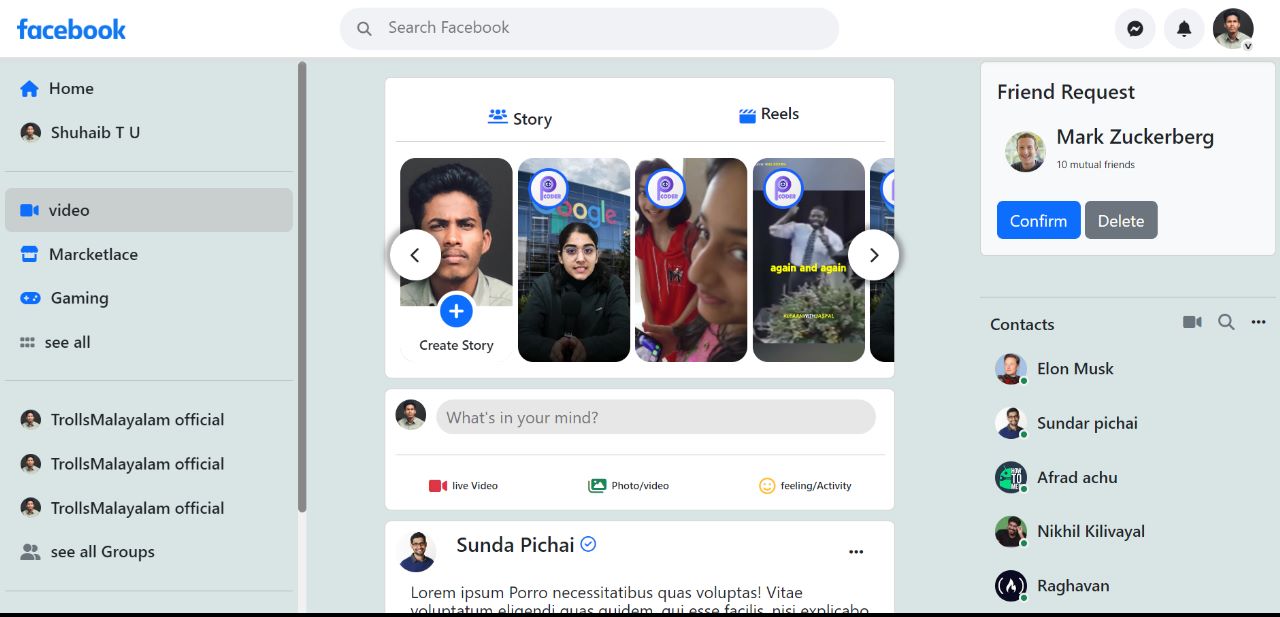 facebook
Search Facebook
v
Home
Shuhaib T U
video
Marcketlace
Gaming
see all
TrollsMalayalam official
TrollsMalayalam official
TrollsMalayalam official
see all Groups
Story
Reels
Create Story
CODER
oogle
CODER
CODER
again and again
What's in your mind?
live Video
Photo/video
feeling/Activity
Sunda Pichai
Lorem ipsum Porro necessitatibus quas voluptas! Vitae
voluptatum eligendi quas quidem, qui esse facilis, nisi explicabo
Friend Request
Mark Zuckerberg
10 mutual friends
Confirm
Delete
Contacts
Elon Musk
Sundar pichai
HOW
TO
ME
Afrad achu
Nikhil Kilivayal
Raghavan